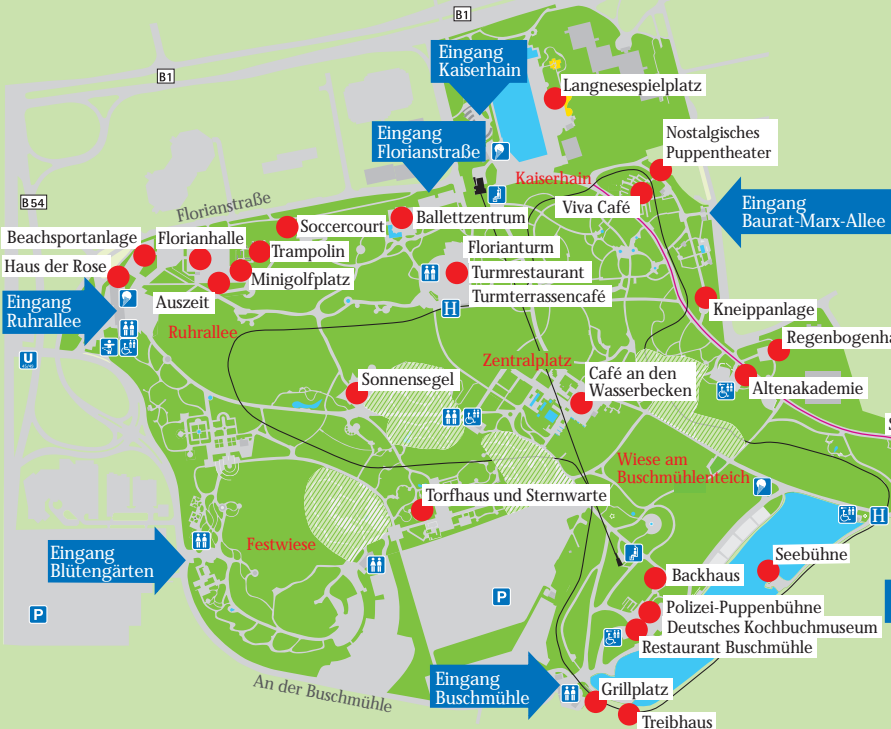 B1
Eingang
Kaiserhain
B1
Langnesespielplatz
Eingang
Florianstraße
Nostalgisches
Puppentheater
Kaiserhain
Viva Café
B54
Florianstraße
Eingang
Baurat-Marx-Allee
Soccercourt
Ballettzentrum
Beachsportanlage
Florianhalle
Trampolin
Florianturm
Haus der Rose
Minigolfplatz
Turmrestaurant
Auszeit
Turmterrassencafé
Eingang
Ruhrallee
H
Kneippanlage
Ruhrallee
Regenbogenha
U
Zentralplatz
Sonnensegel
Café an den
Wasserbecken
Altenakademie
S
Wiese am
Buschmühlenteich
Torfhaus und Sternwarte
H
Festwiese
Eingang
Blütengärten
Seebühne
Backhaus
P
P
Polizei-Puppenbühne
Deutsches Kochbuchmuseum
Restaurant Buschmühle
An der Buschmühle
Eingang
Buschmühle
Grillplatz
Treibhaus